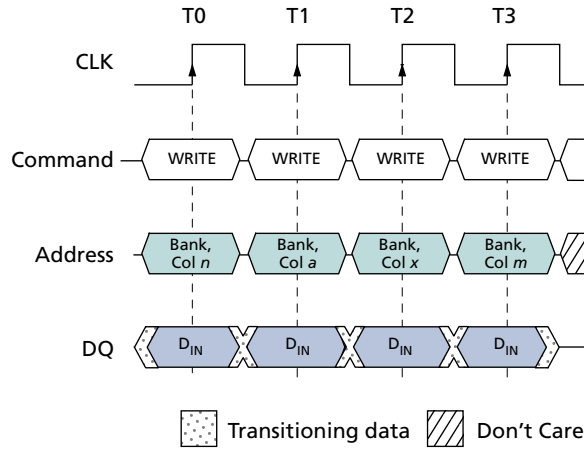 T0 T1 T2 T3
CLK
Command WRITE WRITE WRITE WRITE
Address Bank, Col n Bank, Col a Bank, Col x Bank, Col m
DQ DIN DIN DIN DIN
Transitioning data Don't Care